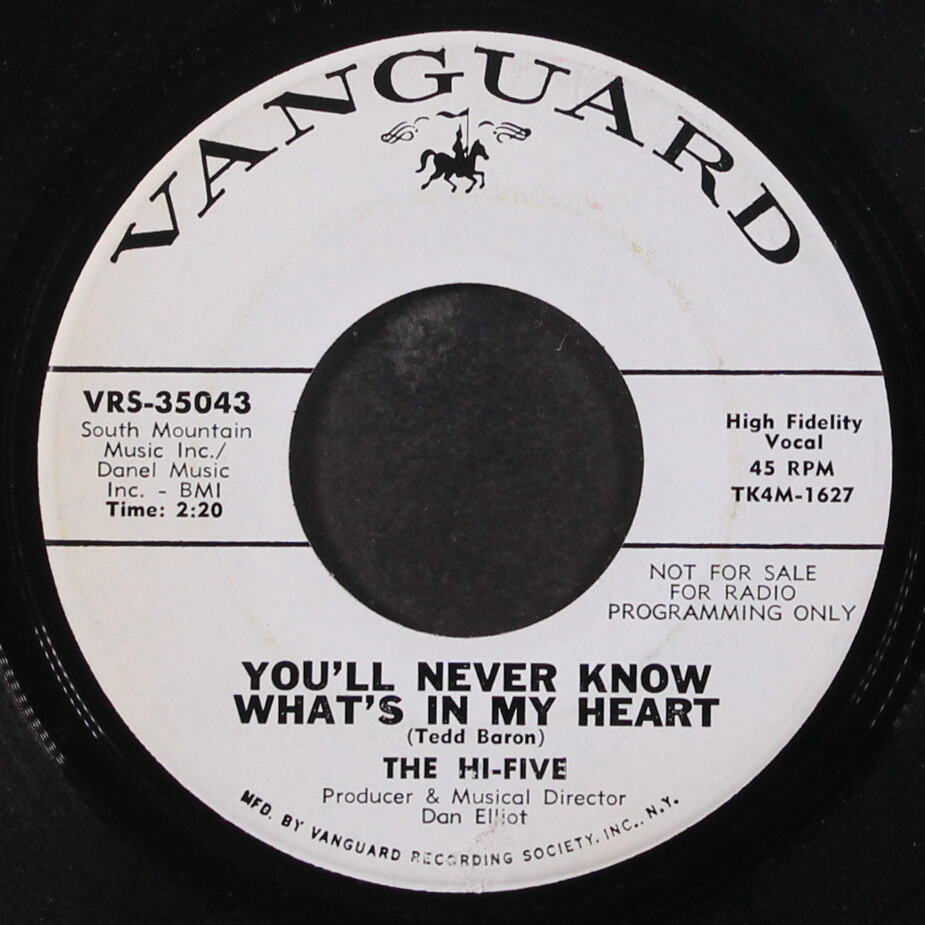 VANGUARD
VRS-35043
South Mountain
Music Inc./
Danel Music
Inc. - BMI
Time: 2:20
High Fidelity
Vocal
45 RPM
TK4M-1627
NOT FOR SALE
FOR RADIO
PROGRAMMING ONLY
YOU'LL NEVER KNOW
WHAT'S IN MY HEART
(Tedd Baron)
THE HI-FIVE
Producer & Musical Director
Dan Elliot
MFD. BY VANGUARD RECORDING SOCIETY, INC., N.Y.